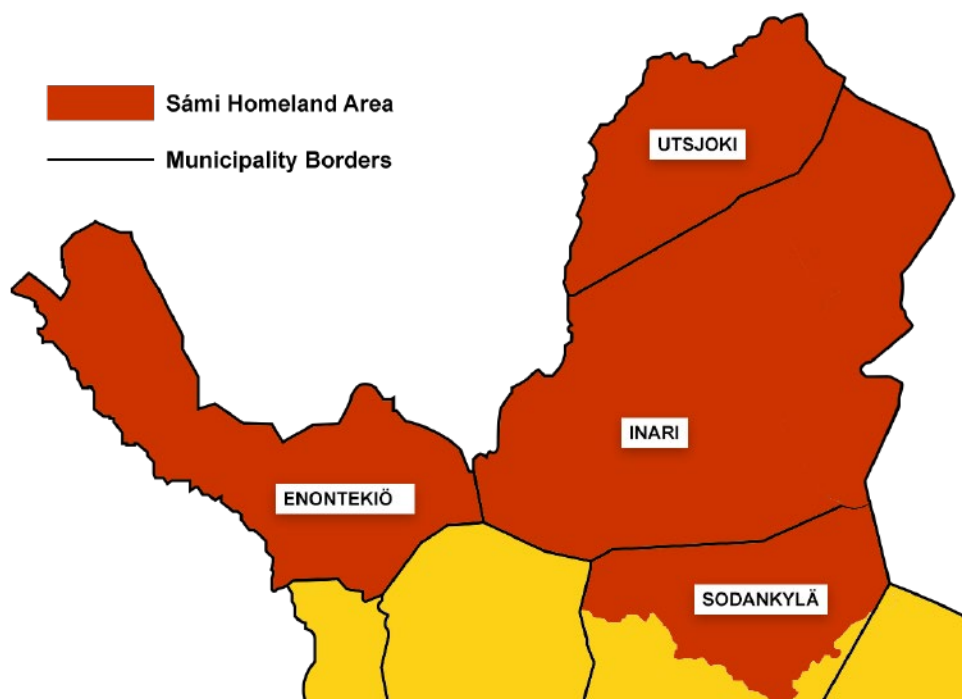 Sámi Homeland Area
Municipality Borders
UTSJOKI
INARI
ENONTEKIÖ
SODANKYLÄ